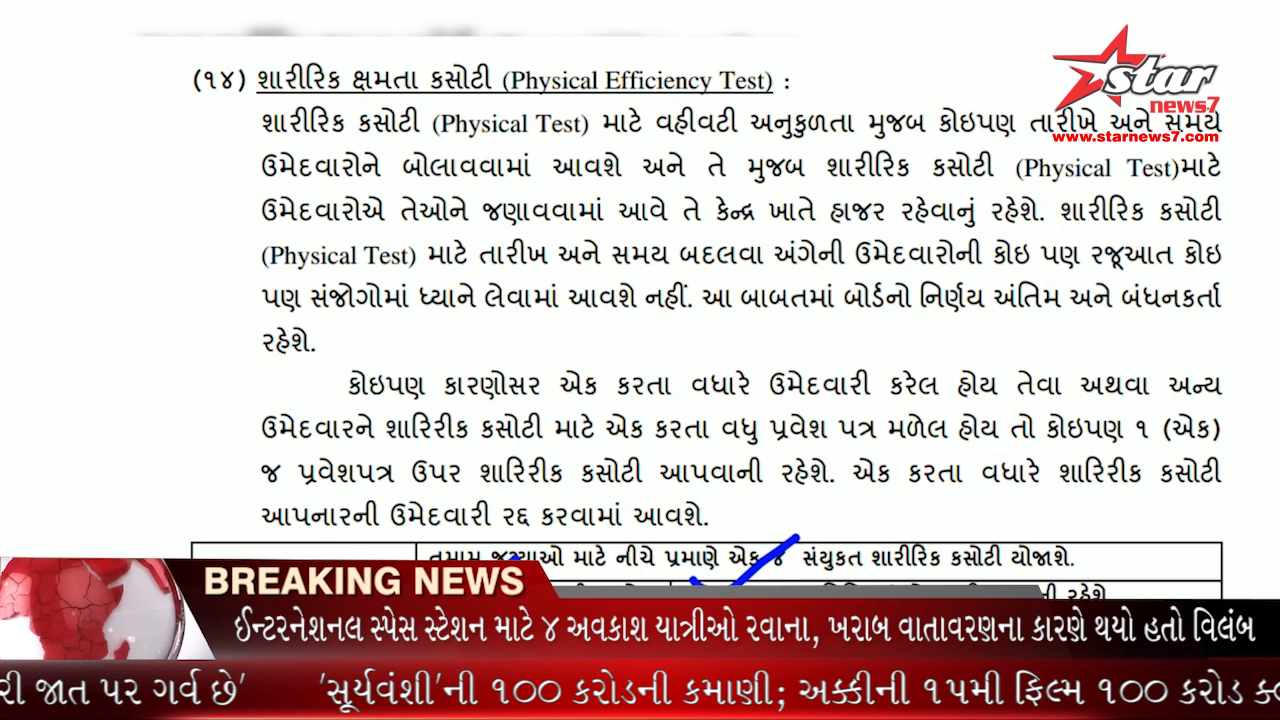 (૧૪) શારીરિક ક્ષમતા કસોટી (Physical Efficiency Test) :
શારીરિક કસોટી (Physical Test) માટે વહીવટી અનુકુળતા મુજબ કોઇપણ તારીખે અને સમયે
ઉમેદવારોને બોલાવવામાં આવશે અને તે મુજબ શારીરિક કસોટી (Physical Test)માટે
ઉમેદવારોએ તેઓને જણાવવામાં આવે તે કેન્દ્ર ખાતે હાજર રહેવાનું રહેશે. શારીરિક કસોટી
(Physical Test) માટે તારીખ અને સમય બદલવા અંગેની ઉમેદવારોની કોઇ પણ રજૂઆત કોઇ
પણ સંજોગોમાં ધ્યાને લેવામાં આવશે નહીં. આ બાબતમાં બોર્ડનો નિર્ણય અંતિમ અને બંધનકર્તા
રહેશે.
કોઇપણ કારણોસર એક કરતા વધારે ઉમેદવારી કરેલ હોય તેવા અથવા અન્ય
ઉમેદવારને શારિરીક કસોટી માટે એક કરતા વધુ પ્રવેશ પત્ર મળેલ હોય તો કોઇપણ ૧ (એક)
જ પ્રવેશપત્ર ઉપર શારિરીક કસોટી આપવાની રહેશે. એક કરતા વધારે શારિરીક કસોટી
આપનારની ઉમેદવારી રદ્દ કરવામાં આવશે.
તમામ જગ્યાઓ માટે નીચે પ્રમાણે એક જ સંયુકત શારીરિક કસોટી યોજાશે.
star
news7
www.starnews7.com
BREAKING NEWS
ઈન્ટરનેશનલ સ્પેસ સ્ટેશન માટે ૪ અવકાશ યાત્રીઓ રવાના, ખરાબ વાતાવરણના કારણે થયો હતો વિલંબ
જાત પર ગર્વ છે' 'સૂર્યવંશી'ની ૧૦૦ કરોડની કમાણી; અક્કીની ૧૫મી ફિલ્મ ૧૦૦ કરોડ